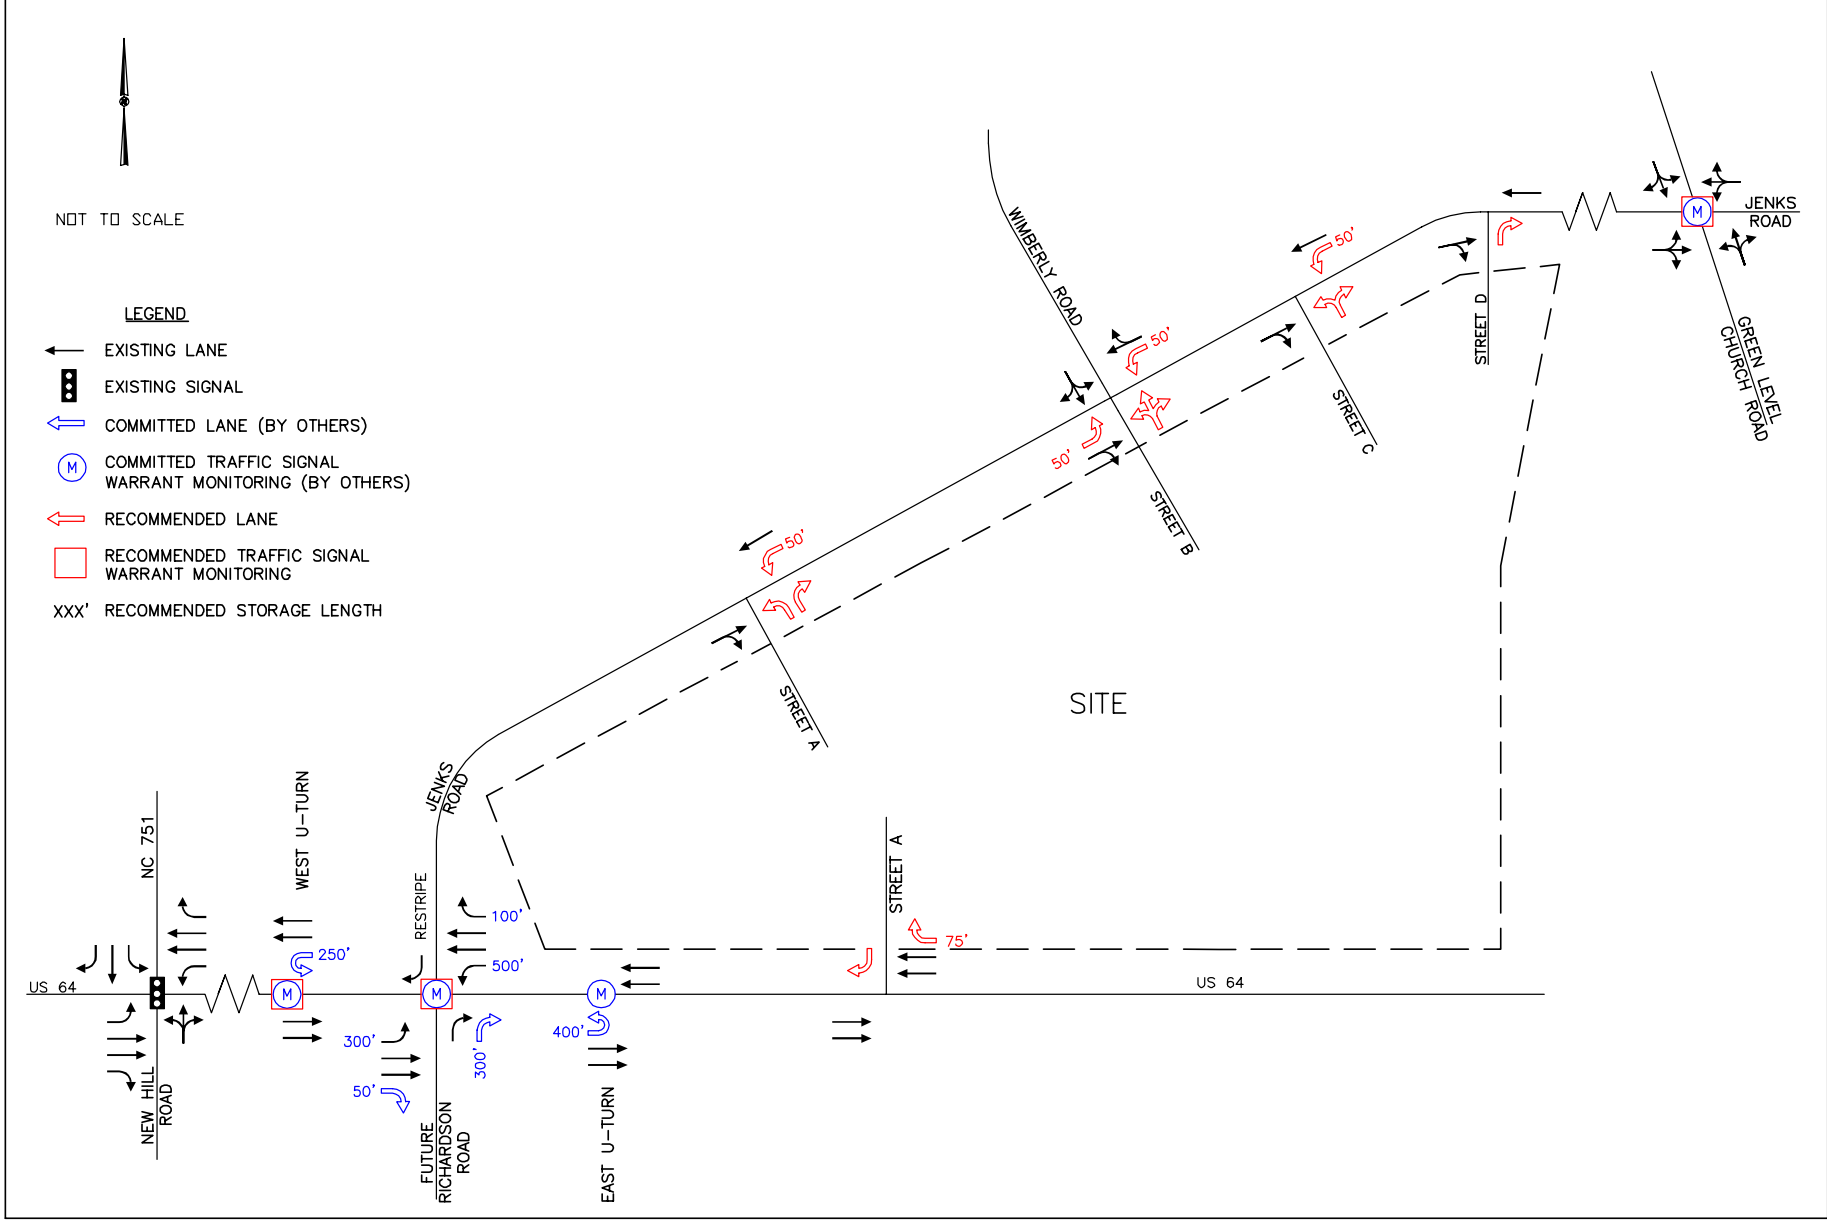 NOT TO SCALE
LEGEND
EXISTING LANE
EXISTING SIGNAL
COMMITTED LANE (BY OTHERS)
M
COMMITTED TRAFFIC SIGNAL
WARRANT MONITORING (BY OTHERS)
RECOMMENDED LANE
RECOMMENDED TRAFFIC SIGNAL
WARRANT MONITORING
XXX' RECOMMENDED STORAGE LENGTH
WIMBERLY ROAD
50'
50'
50'
50'
50'
STREET A
STREET B
STREET C
STREET D
M
JENKS
ROAD
GREEN LEVEL
CHURCH ROAD
SITE
JENKS
ROAD
RESTRIPE
NC 751
WEST U-TURN
US 64
250'
M
100'
500'
M
M
300'
50'
300'
400'
NEW HILL
ROAD
FUTURE
RICHARDSON
ROAD
EAST U-TURN
STREET A
75'
US 64